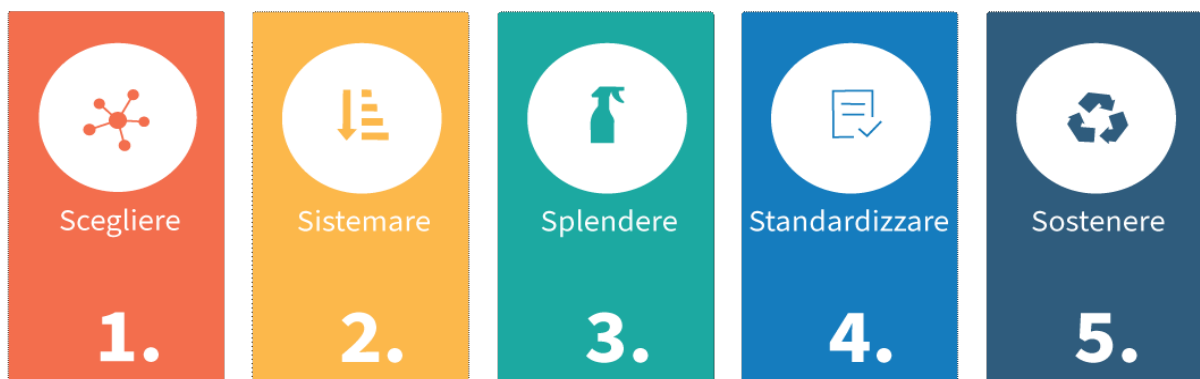 Scegliere
1.
Sistemare
2.
Splendere
3.
Standardizzare
4.
Sostenere
5.